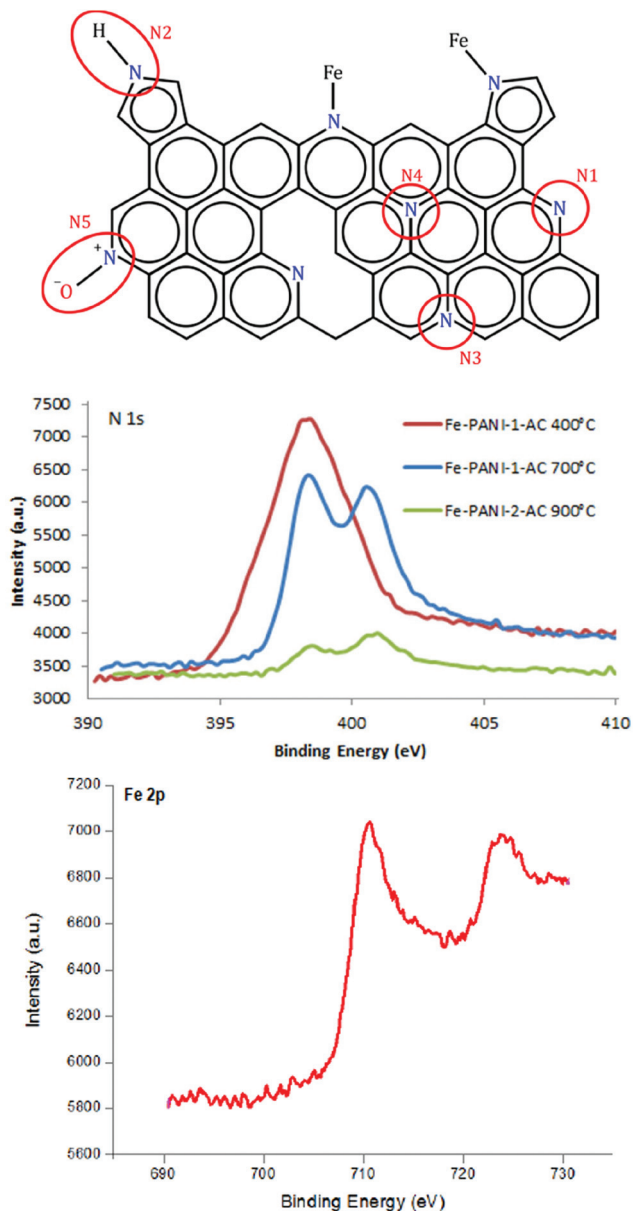 H
N2
N
Fe
Fe
N
N
N4
N
N1
N
N5
N
+
−O
N
N
N3
7500
N 1s
7000
Fe-PANI-1-AC 400°C
6500
Fe-PANI-1-AC 700°C
6000
Fe-PANI-2-AC 900°C
5500
5000
4500
4000
3500
3000
Intensity (a.u.)
390 395 400 405 410
Binding Energy (eV)
7200
Fe 2p
7000
6800
6600
6400
6200
6000
5800
5600
Intensity (a.u.)
690 700 710 720 730
Binding Energy (eV)